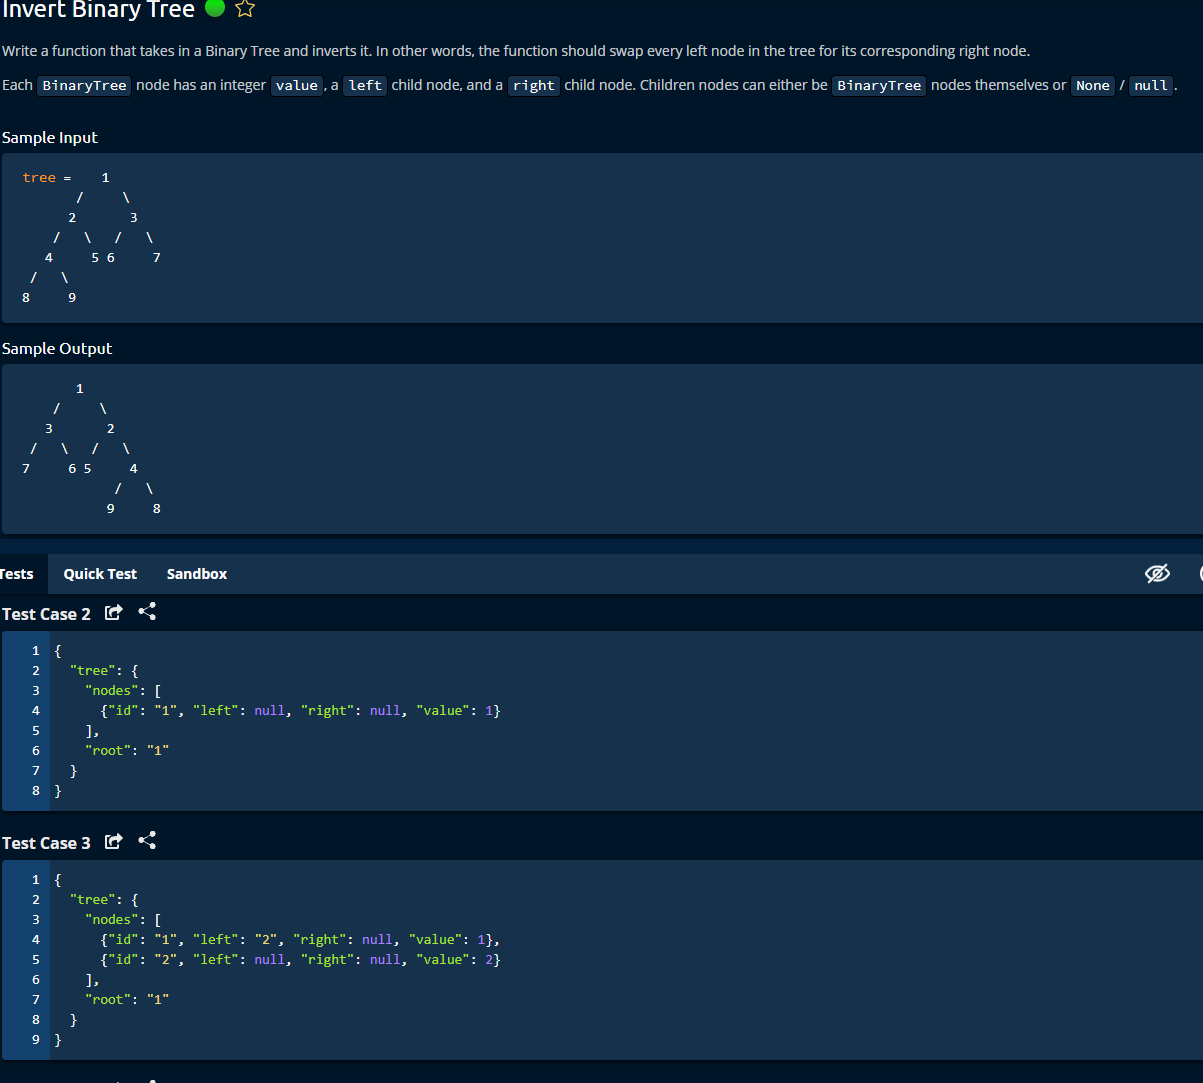 Invert Binary Tree
Write a function that takes in a Binary Tree and inverts it. In other words, the function should swap every left node in the tree for its corresponding right node.
Each BinaryTree node has an integer value, a left child node, and a right child node. Children nodes can either be BinaryTree nodes themselves or None / null.
Sample Input
tree =    1
       /     \
      2       3
    /   \   /   \
   4     5 6     7
 /   \
8     9
Sample Output
       1
    /     \
   3       2
 /   \   /   \
7     6 5     4
            /   \
           9     8
Tests Quick Test Sandbox
Test Case 2
1 {
2   "tree": {
3     "nodes": [
4       {"id": "1", "left": null, "right": null, "value": 1}
5     ],
6     "root": "1"
7   }
8 }
Test Case 3
1 {
2   "tree": {
3     "nodes": [
4       {"id": "1", "left": "2", "right": null, "value": 1},
5       {"id": "2", "left": null, "right": null, "value": 2}
6     ],
7     "root": "1"
8   }
9 }